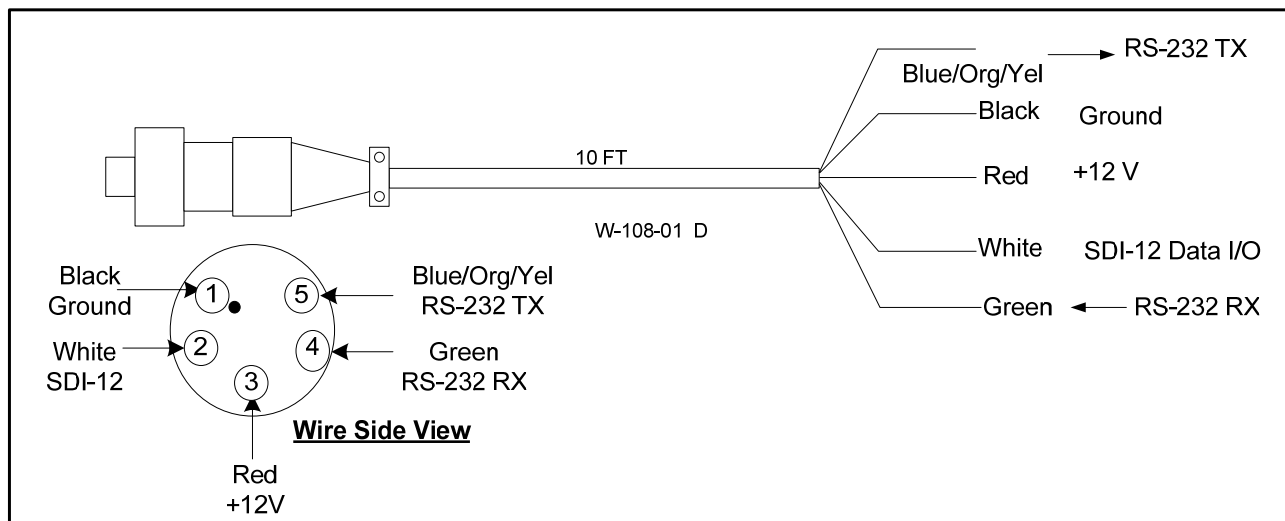 Blue/Org/Yel
RS-232 TX
Black
Ground
Red
+12 V
White
SDI-12 Data I/O
Green
RS-232 RX
10 FT
W-108-01 D
Black
Ground
White
SDI-12
1
2
3
4
5
Blue/Org/Yel
RS-232 TX
Green
RS-232 RX
Wire Side View
Red
+12V